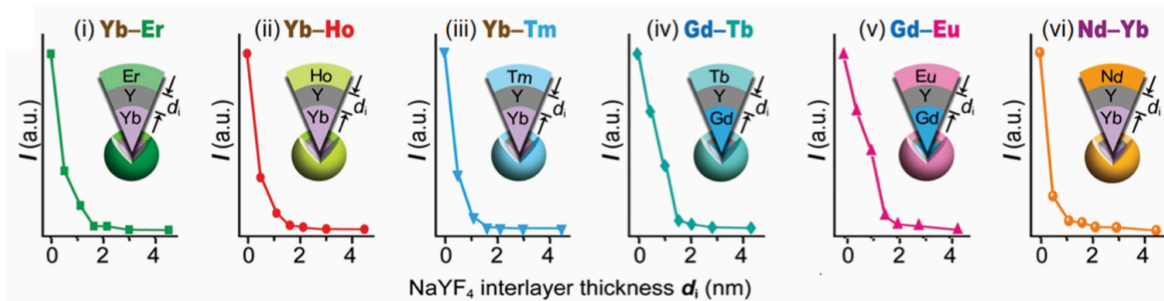 (i) Yb–Er
(ii) Yb–Ho
(iii) Yb–Tm
(iv) Gd–Tb
(v) Gd–Eu
(vi) Nd–Yb
Er
Y
Yb
dᵢ
Ho
Y
Yb
dᵢ
Tm
Y
Yb
dᵢ
Tb
Y
Gd
dᵢ
Eu
Y
Gd
dᵢ
Nd
Y
Yb
dᵢ
I (a.u.)
I (a.u.)
I (a.u.)
I (a.u.)
I (a.u.)
I (a.u.)
0 2 4
0 2 4
0 2 4
0 2 4
0 2 4
0 2 4
NaYF₄ interlayer thickness dᵢ (nm)